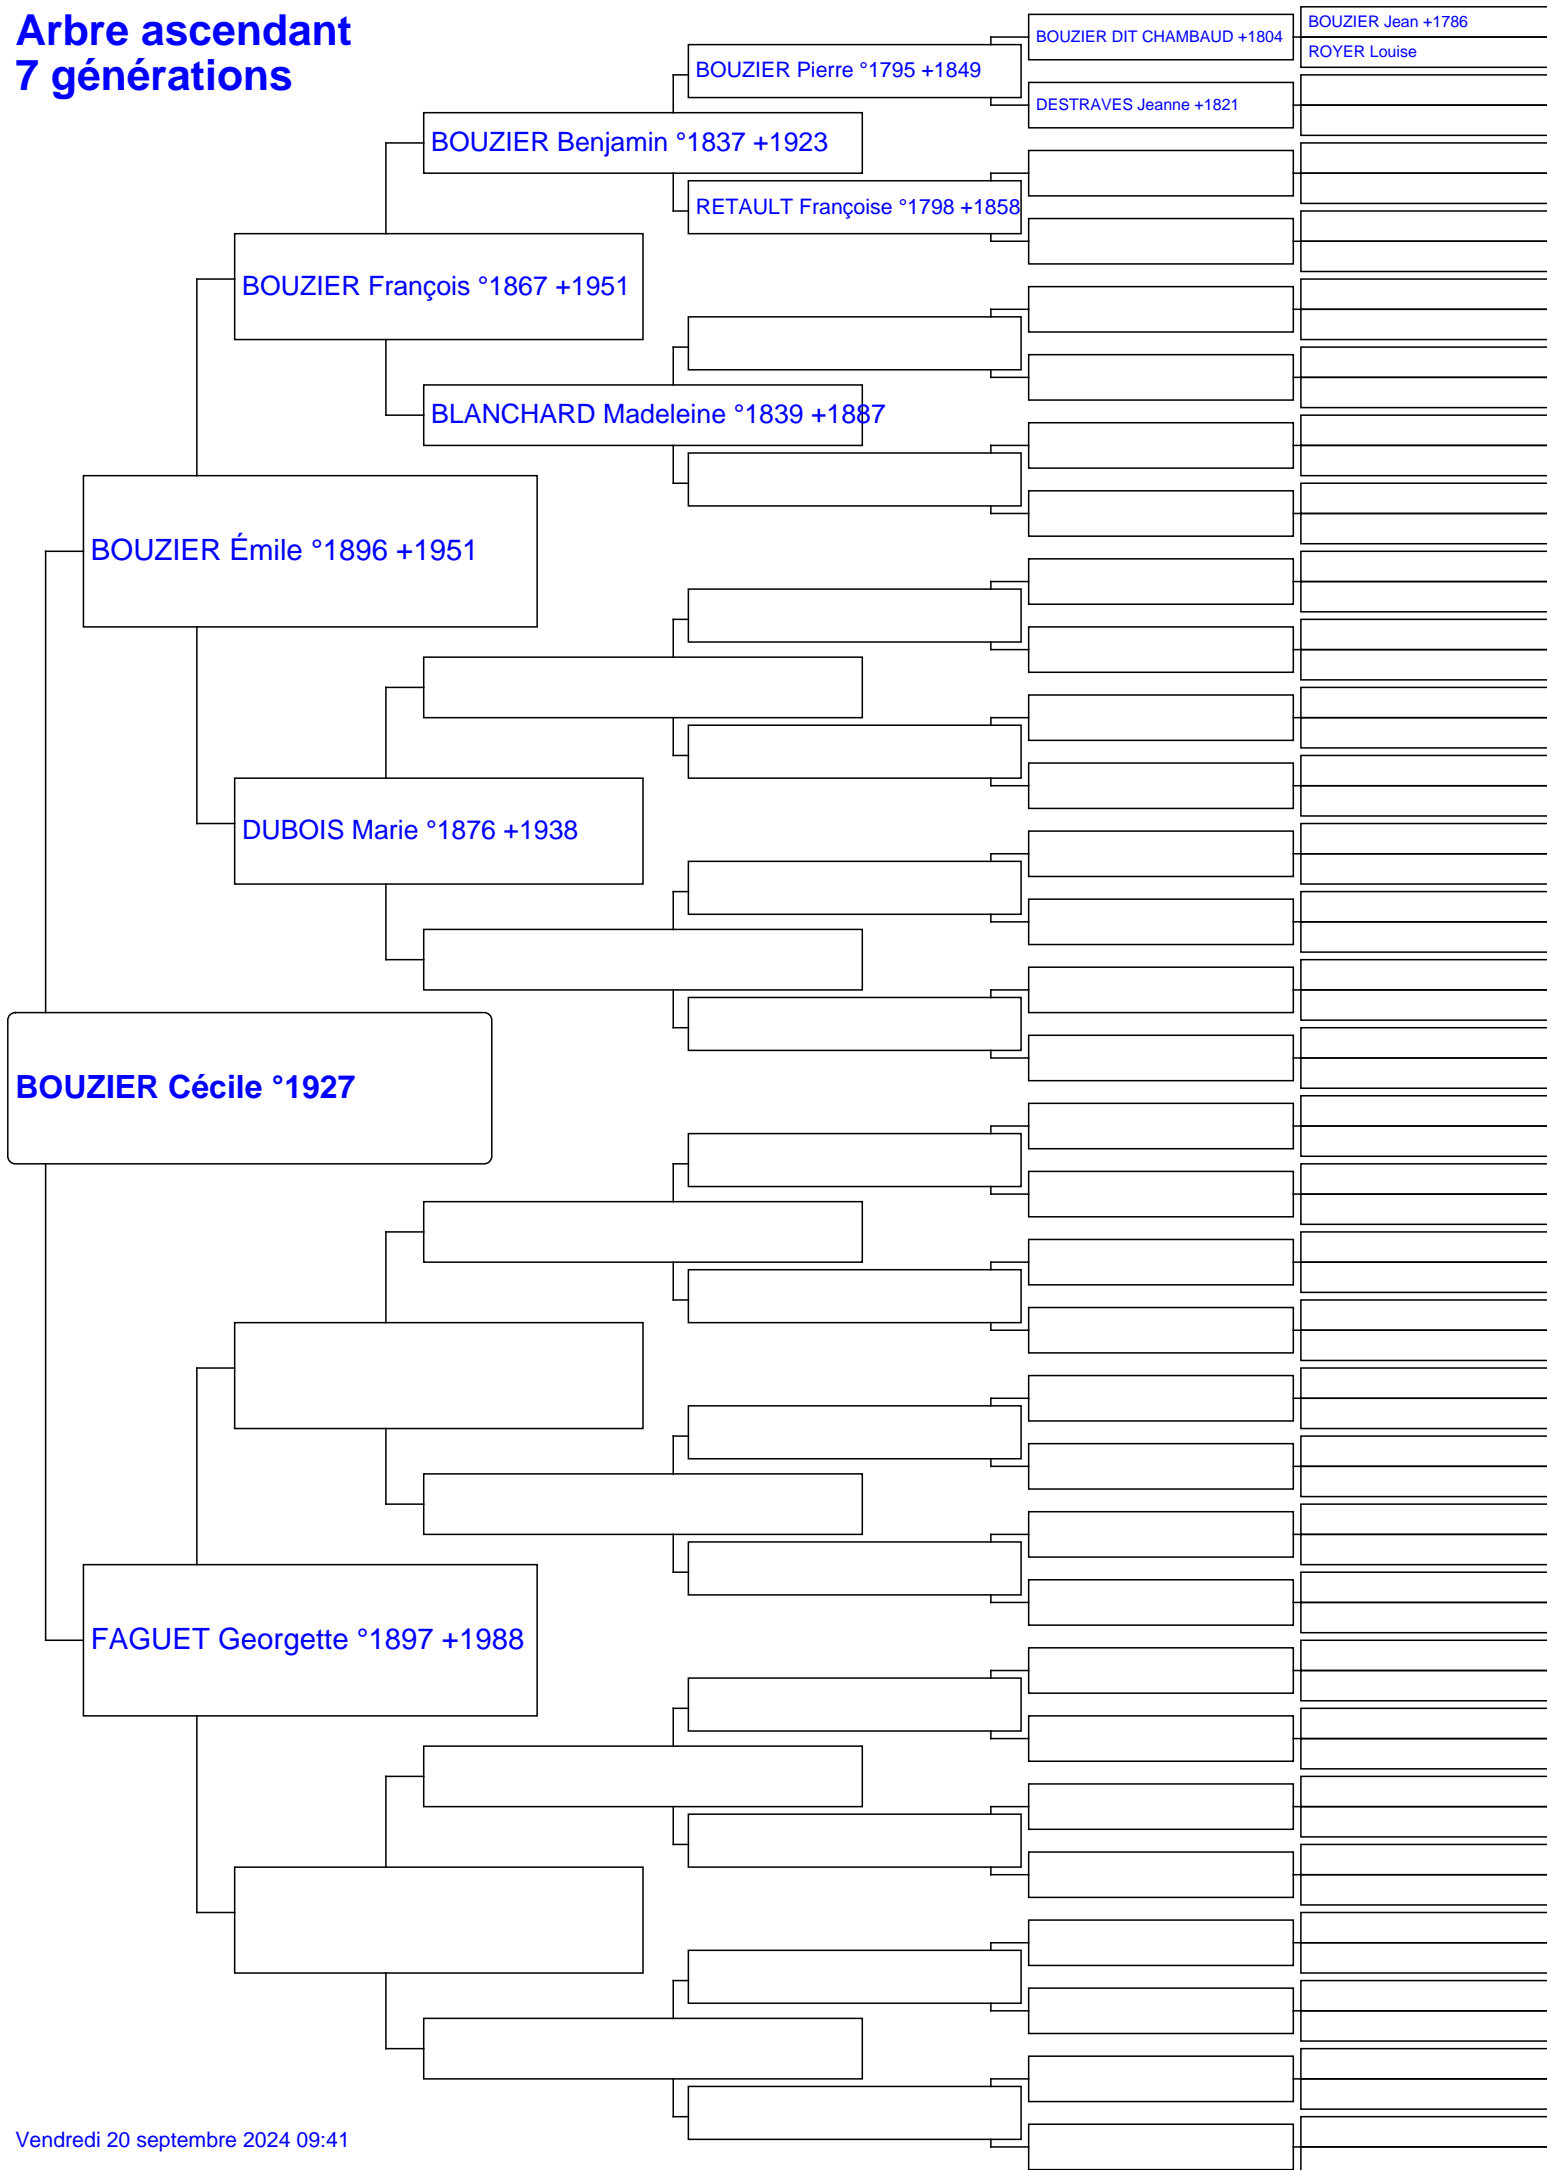 Arbre ascendant
7 générations
BOUZIER Jean +1786
BOUZIER DIT CHAMBAUD +1804
ROYER Louise
BOUZIER Pierre °1795 +1849
DESTRAVES Jeanne +1821
BOUZIER Benjamin °1837 +1923
RETAULT Françoise °1798 +1858
BOUZIER François °1867 +1951
BLANCHARD Madeleine °1839 +1887
BOUZIER Émile °1896 +1951
DUBOIS Marie °1876 +1938
BOUZIER Cécile °1927
FAGUET Georgette °1897 +1988
Vendredi 20 septembre 2024 09:41